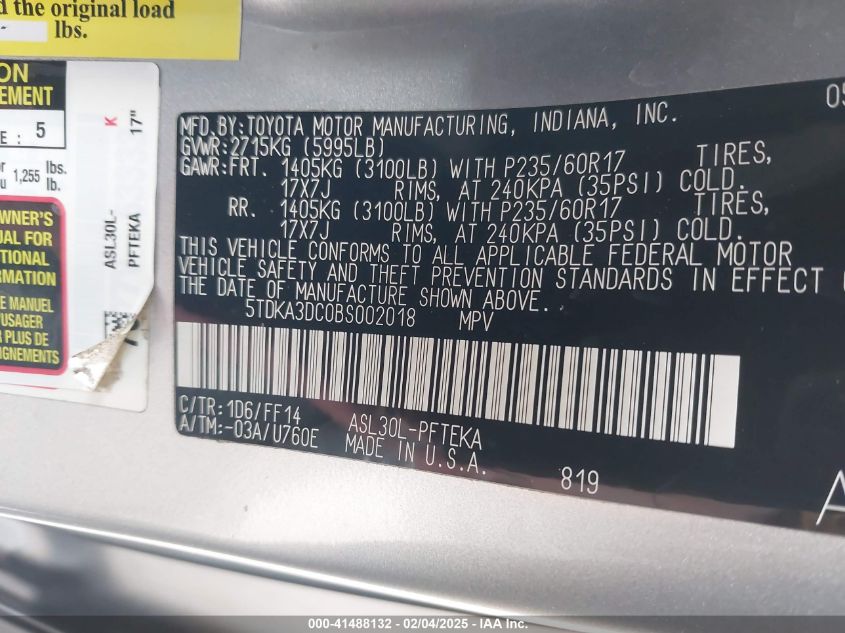 d the original load
lbs.
ON
EMENT
E : 5
or
u 1,255 lbs.
lb.
OWNER'S
UAL FOR
TIONAL
RMATION
E MANUEL
'USAGER
R PLUS DE
IGNEMENTS
K
17"
ASL30L-
PFTEKA
05
MFD.BY:TOYOTA MOTOR MANUFACTURING, INDIANA, INC.
GVWR:2715KG (5995LB)
GAWR:FRT. 1405KG (3100LB) WITH P235/60R17 TIRES,
17X7J RIMS, AT 240KPA (35PSI) COLD.
RR. 1405KG (3100LB) WITH P235/60R17 TIRES,
17X7J RIMS, AT 240KPA (35PSI) COLD.
THIS VEHICLE CONFORMS TO ALL APPLICABLE FEDERAL MOTOR
VEHICLE SAFETY AND THEFT PREVENTION STANDARDS IN EFFECT
THE DATE OF MANUFACTURE SHOWN ABOVE.
5TDKA3DC0BS002018 MPV
C/TR:1D6/FF14
A/TM:-03A/U760E
ASL30L-PFTEKA
MADE IN U.S.A.
819
A
000-41488132 - 02/04/2025 - IAA Inc.